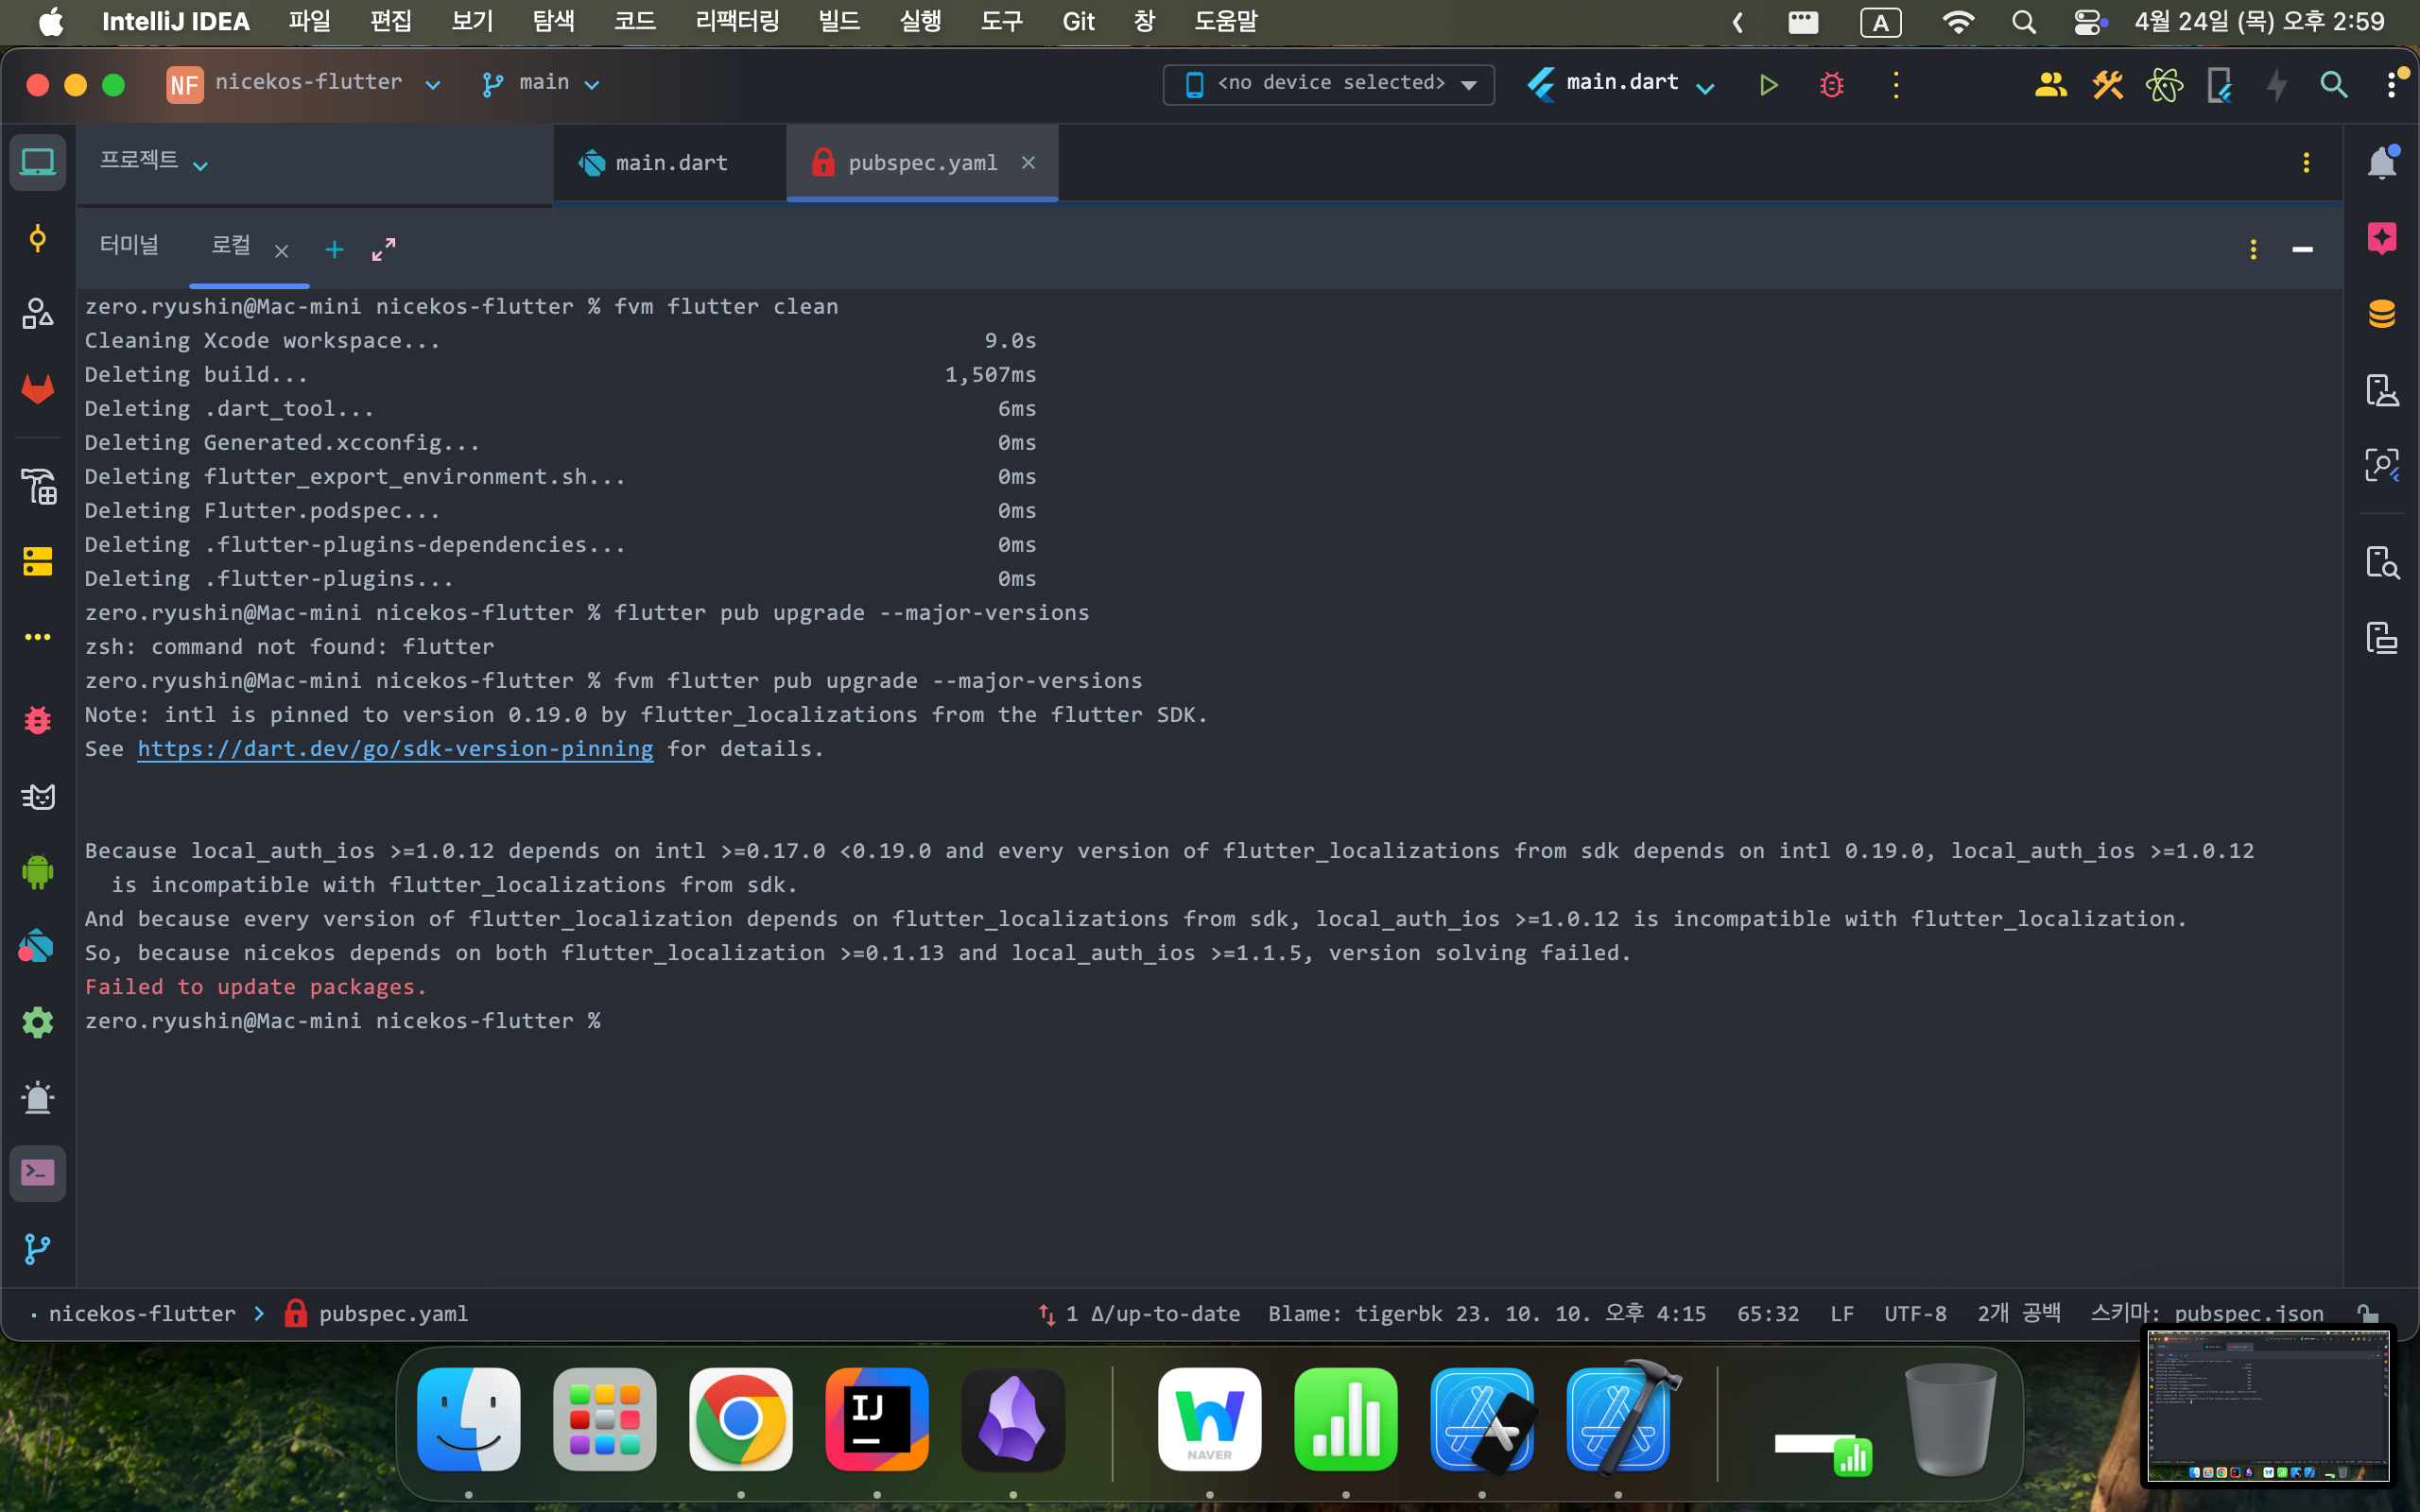 IntelliJ IDEA 파일 편집 보기 탐색 코드 리팩터링 빌드 실행 도구 Git 창 도움말 A 4월 24일 (목) 오후 2:59
NF nicekos-flutter main <no device selected> main.dart
프로젝트 main.dart pubspec.yaml
터미널 로컬
zero.ryushin@Mac-mini nicekos-flutter % fvm flutter clean
Cleaning Xcode workspace... 9.0s
Deleting build... 1,507ms
Deleting .dart_tool... 6ms
Deleting Generated.xcconfig... 0ms
Deleting flutter_export_environment.sh... 0ms
Deleting Flutter.podspec... 0ms
Deleting .flutter-plugins-dependencies... 0ms
Deleting .flutter-plugins... 0ms
zero.ryushin@Mac-mini nicekos-flutter % flutter pub upgrade --major-versions
zsh: command not found: flutter
zero.ryushin@Mac-mini nicekos-flutter % fvm flutter pub upgrade --major-versions
Note: intl is pinned to version 0.19.0 by flutter_localizations from the flutter SDK.
See https://dart.dev/go/sdk-version-pinning for details.
Because local_auth_ios >=1.0.12 depends on intl >=0.17.0 <0.19.0 and every version of flutter_localizations from sdk depends on intl 0.19.0, local_auth_ios >=1.0.12
is incompatible with flutter_localizations from sdk.
And because every version of flutter_localization depends on flutter_localizations from sdk, local_auth_ios >=1.0.12 is incompatible with flutter_localization.
So, because nicekos depends on both flutter_localization >=0.1.13 and local_auth_ios >=1.1.5, version solving failed.
Failed to update packages.
zero.ryushin@Mac-mini nicekos-flutter %
nicekos-flutter > pubspec.yaml 1 Δ/up-to-date Blame: tigerbk 23. 10. 10. 오후 4:15 65:32 LF UTF-8 2개 공백 스키마: pubspec.json
IJ
NAVER